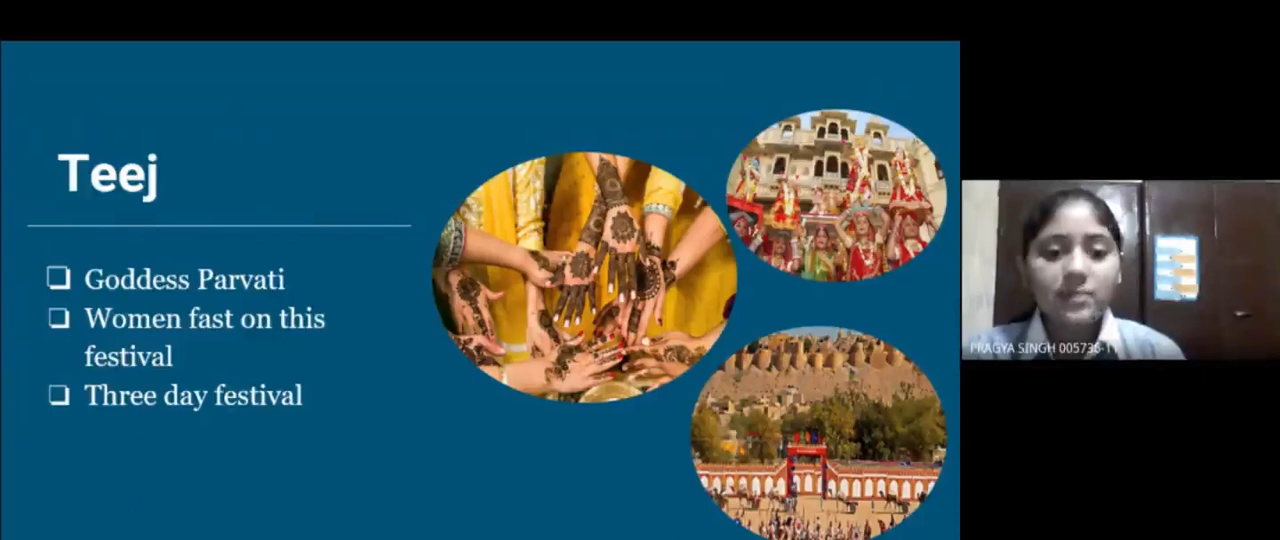 Teej
❏ Goddess Parvati
❏ Women fast on this
festival
❏ Three day festival
PRAGYA SINGH 005736-11